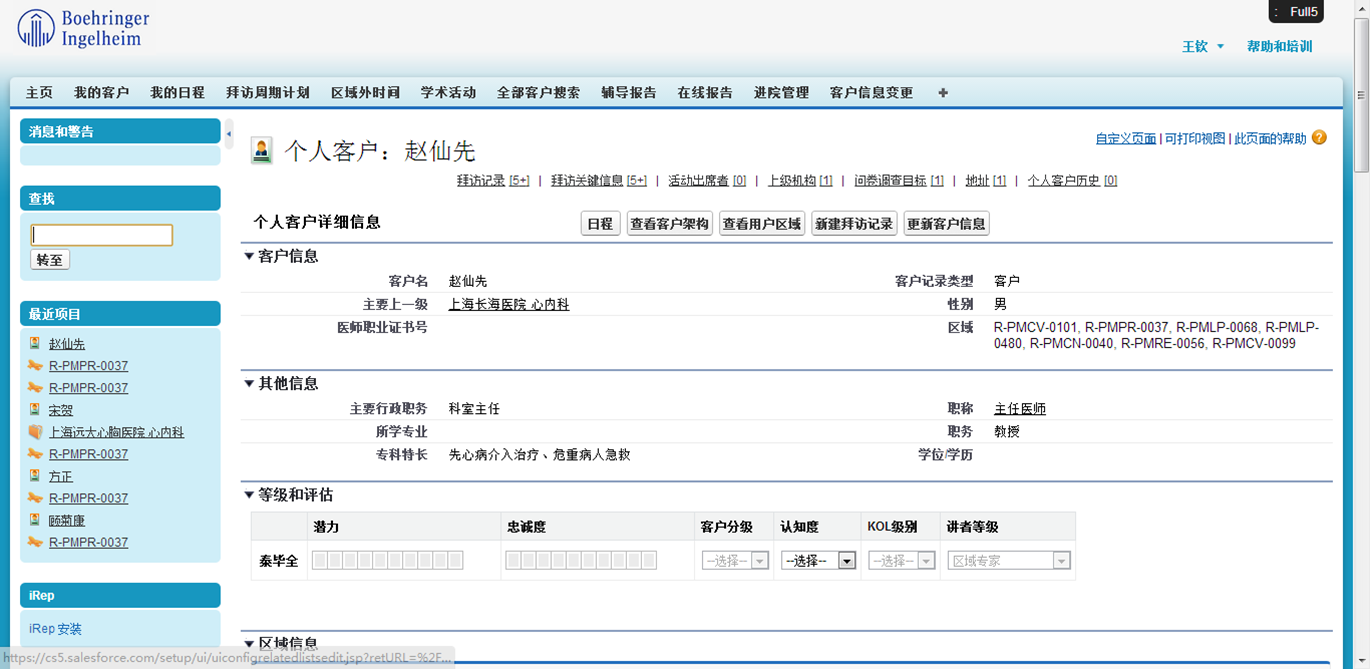 Boehringer
Ingelheim
: Full5
王钦 帮助和培训
主页 我的客户 我的日程 拜访周期计划 区域外时间 学术活动 全部客户搜索 辅导报告 在线报告 进院管理 客户信息变更 +
消息和警告
查找
转至
最近项目
赵仙先
R-PMPR-0037
R-PMPR-0037
宋贺
上海远大心胸医院 心内科
R-PMPR-0037
方正
R-PMPR-0037
顾菊康
R-PMPR-0037
iRep
iRep 安装
自定义页面 | 可打印视图 | 此页面的帮助 ?
个人客户：赵仙先
拜访记录 [5+] | 拜访关键信息 [5+] | 活动出席者 [0] | 上级机构 [1] | 问卷调查目标 [1] | 地址 [1] | 个人客户历史 [0]
个人客户详细信息 日程 查看客户架构 查看用户区域 新建拜访记录 更新客户信息
客户信息
客户名 赵仙先 客户记录类型 客户
主要上一级 上海长海医院 心内科 性别 男
医师职业证书号 区域 R-PMCV-0101, R-PMPR-0037, R-PMLP-0068, R-PMLP-
0480, R-PMCN-0040, R-PMRE-0056, R-PMCV-0099
其他信息
主要行政职务 科室主任 职称 主任医师
所学专业 职务 教授
专科特长 先心病介入治疗、危重病人急救 学位/学历
等级和评估
潜力 忠诚度 客户分级 认知度 KOL级别 讲者等级
泰毕全 --选择-- --选择-- --选择-- 区域专家
区域信息
https://cs5.salesforce.com/setup/ui/uiconfigrelatedlistsedit.jsp?retURL=%2F...